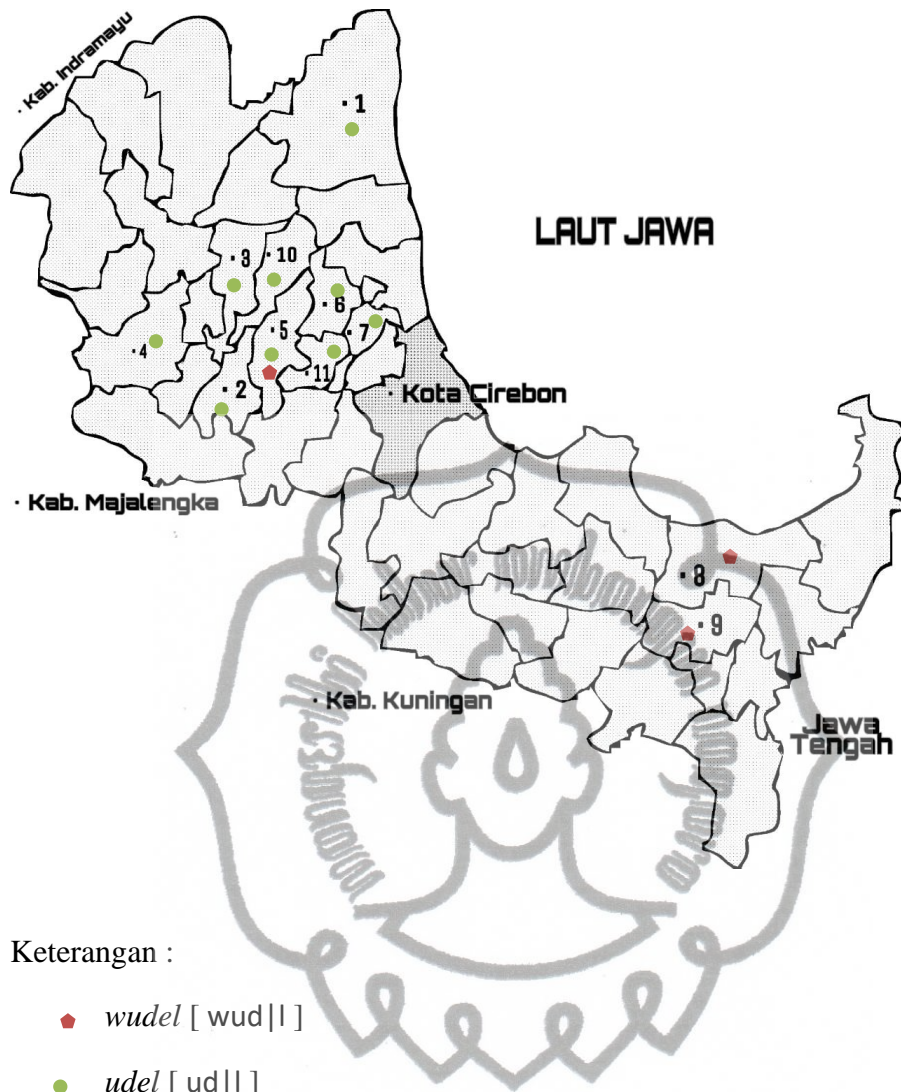 · Kab. Indramayu
· 1
LAUT JAWA
· 3
· 10
· 6
· 5
· 7
· 4
· 11
· 2
· Kota Cirebon
· Kab. Majalengka
· 8
· 9
· Kab. Kuningan
Jawa
Tengah
Keterangan :
wudel [ wud||l ]
udel [ ud||l ]